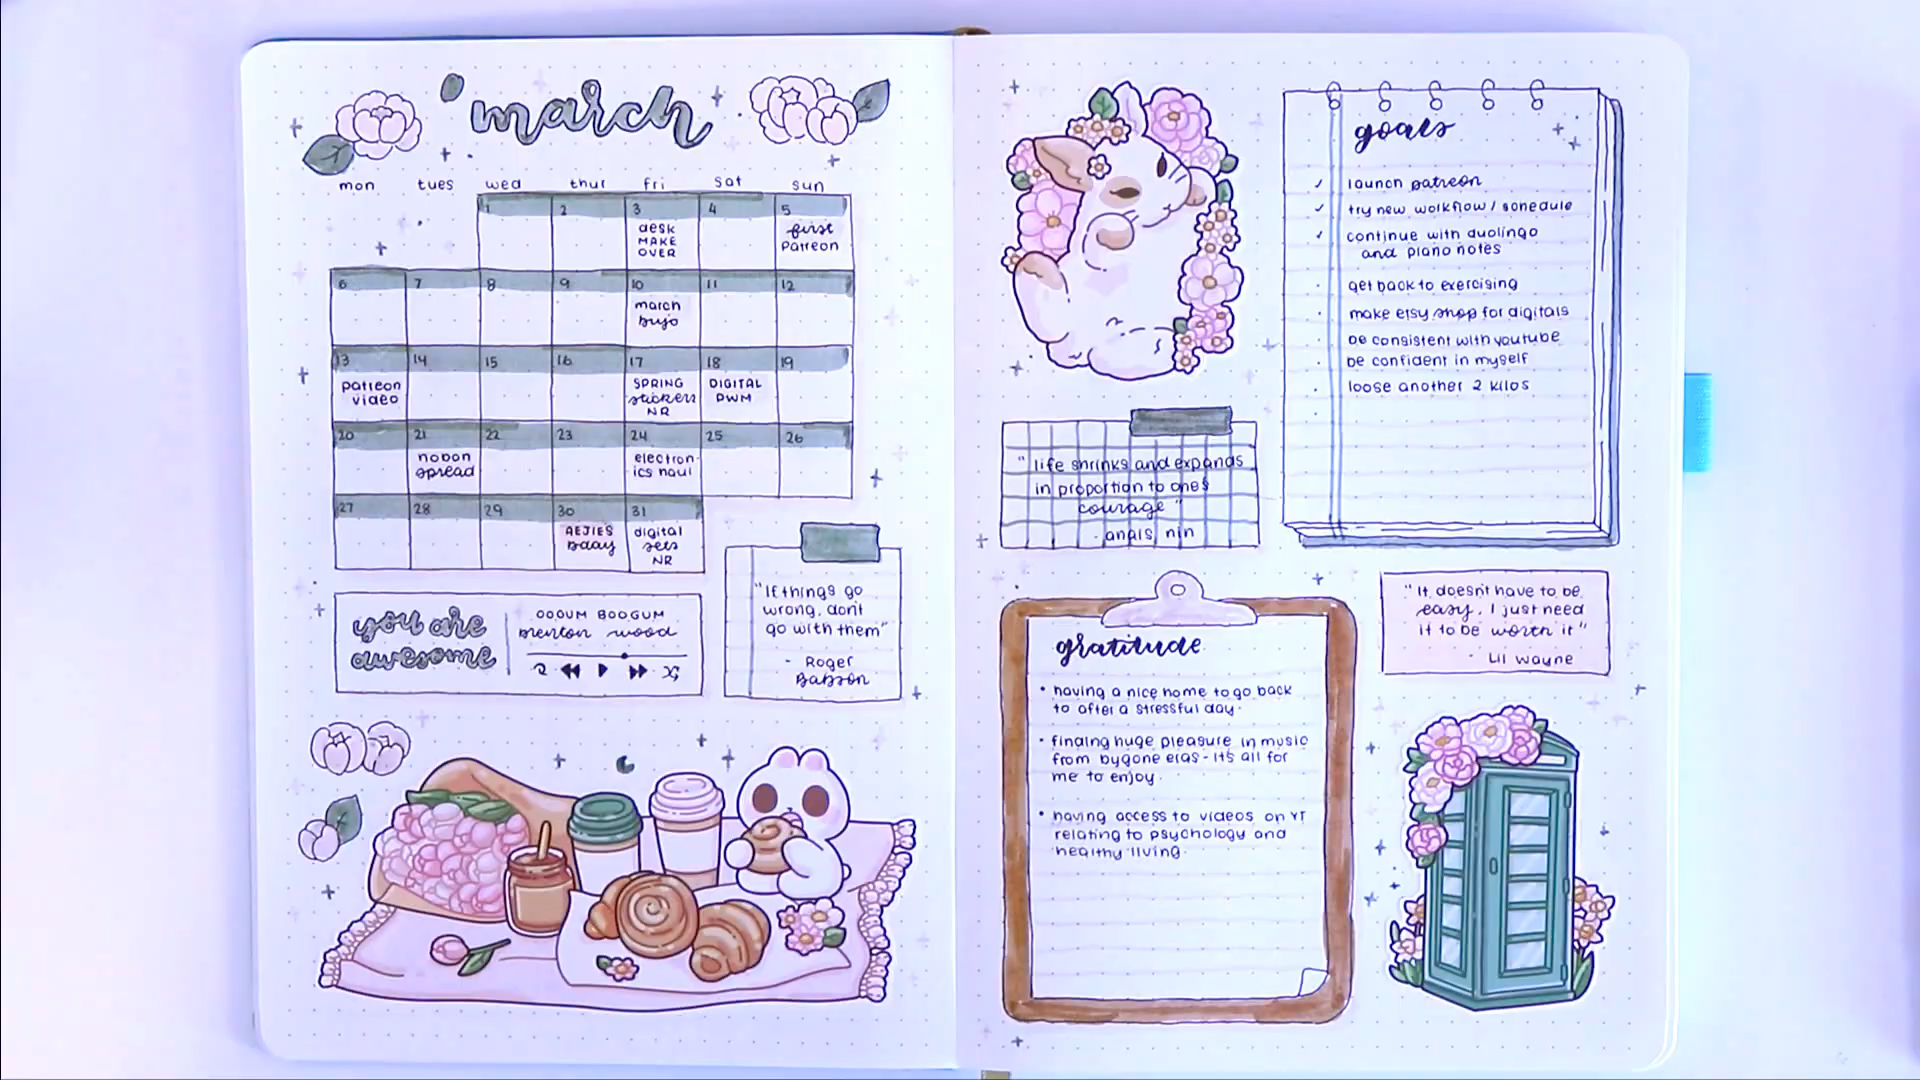 march
mon tues wed thur fri sat sun
1 2 3 4 5
desk
MAKE
OVER
first
patreon
6 7 8 9 10 11 12
march
bujo
13 14 15 16 17 18 19
patreon
video
SPRING
stickers
NR
DIGITAL
PWM
20 21 22 23 24 25 26
nobon
spread
electron-
ics haul
27 28 29 30 31
AEJIES
bday
digital
sets
NR
you are
awesome
OOGUM BOOGUM
brenton wood
"If things go
wrong, don't
go with them"
- Roger
Babson
goals
✓ launch patreon
✓ try new workflow / schedule
✓ continue with duolingo
and piano notes
· get back to exercising
· make etsy shop for digitals
· be consistent with youtube
· be confident in myself
· loose another 2 kilos
"life shrinks and expands
in proportion to one's
courage"
- anais nin
gratitude
• having a nice home to go back
to after a stressful day.
• finding huge pleasure in music
from bygone eras - it's all for
me to enjoy.
• having access to videos on YT
relating to psychology and
healthy living.
"It doesn't have to be
easy, I just need
it to be worth it"
- Lil Wayne